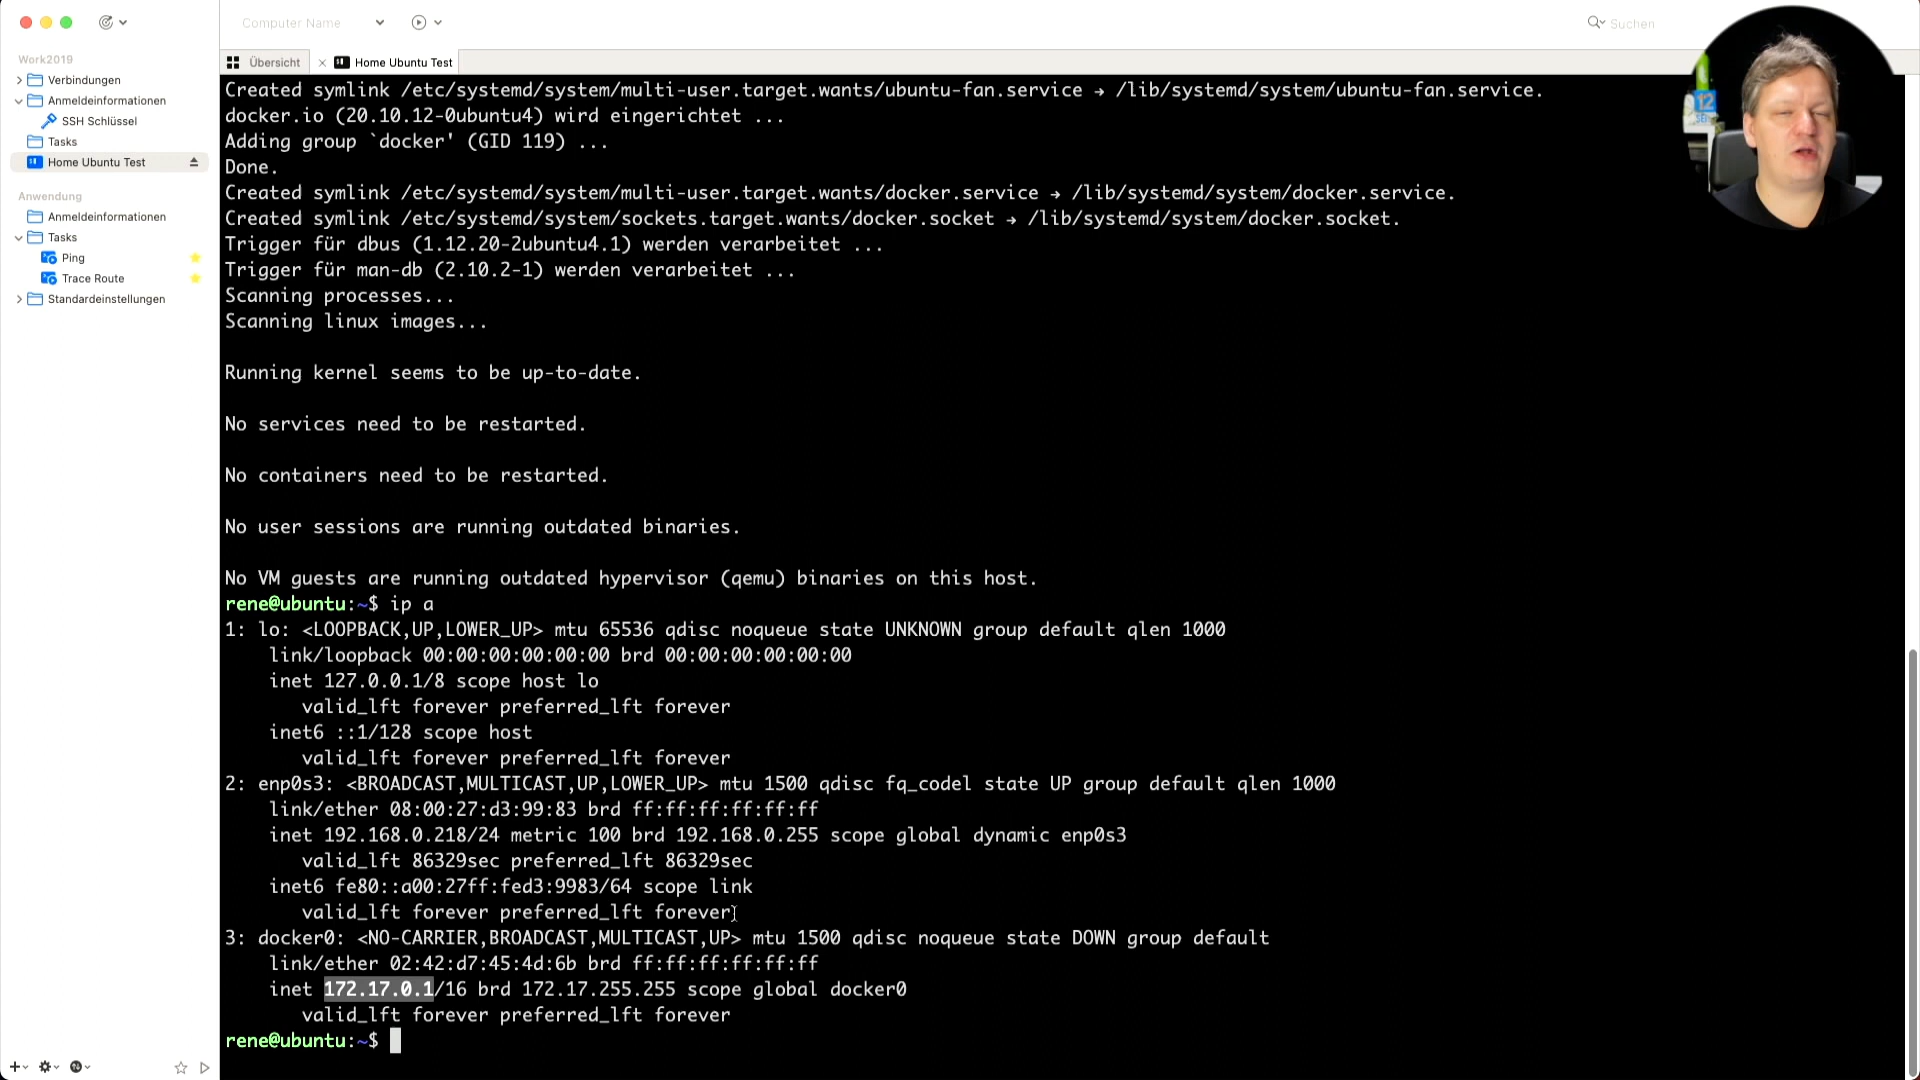 Computer Name
Suchen
Work2019
Verbindungen
Anmeldeinformationen
SSH Schlüssel
Tasks
Home Ubuntu Test
Anwendung
Anmeldeinformationen
Tasks
Ping
Trace Route
Standardeinstellungen
Übersicht
Home Ubuntu Test
12
Created symlink /etc/systemd/system/multi-user.target.wants/ubuntu-fan.service → /lib/systemd/system/ubuntu-fan.service.
docker.io (20.10.12-0ubuntu4) wird eingerichtet ...
Adding group `docker' (GID 119) ...
Done.
Created symlink /etc/systemd/system/multi-user.target.wants/docker.service → /lib/systemd/system/docker.service.
Created symlink /etc/systemd/system/sockets.target.wants/docker.socket → /lib/systemd/system/docker.socket.
Trigger für dbus (1.12.20-2ubuntu4.1) werden verarbeitet ...
Trigger für man-db (2.10.2-1) werden verarbeitet ...
Scanning processes...
Scanning linux images...
Running kernel seems to be up-to-date.
No services need to be restarted.
No containers need to be restarted.
No user sessions are running outdated binaries.
No VM guests are running outdated hypervisor (qemu) binaries on this host.
rene@ubuntu:~$ ip a
1: lo: <LOOPBACK,UP,LOWER_UP> mtu 65536 qdisc noqueue state UNKNOWN group default qlen 1000
link/loopback 00:00:00:00:00:00 brd 00:00:00:00:00:00
inet 127.0.0.1/8 scope host lo
valid_lft forever preferred_lft forever
inet6 ::1/128 scope host
valid_lft forever preferred_lft forever
2: enp0s3: <BROADCAST,MULTICAST,UP,LOWER_UP> mtu 1500 qdisc fq_codel state UP group default qlen 1000
link/ether 08:00:27:d3:99:83 brd ff:ff:ff:ff:ff:ff
inet 192.168.0.218/24 metric 100 brd 192.168.0.255 scope global dynamic enp0s3
valid_lft 86329sec preferred_lft 86329sec
inet6 fe80::a00:27ff:fed3:9983/64 scope link
valid_lft forever preferred_lft forever
3: docker0: <NO-CARRIER,BROADCAST,MULTICAST,UP> mtu 1500 qdisc noqueue state DOWN group default
link/ether 02:42:d7:45:4d:6b brd ff:ff:ff:ff:ff:ff
inet 172.17.0.1/16 brd 172.17.255.255 scope global docker0
valid_lft forever preferred_lft forever
rene@ubuntu:~$